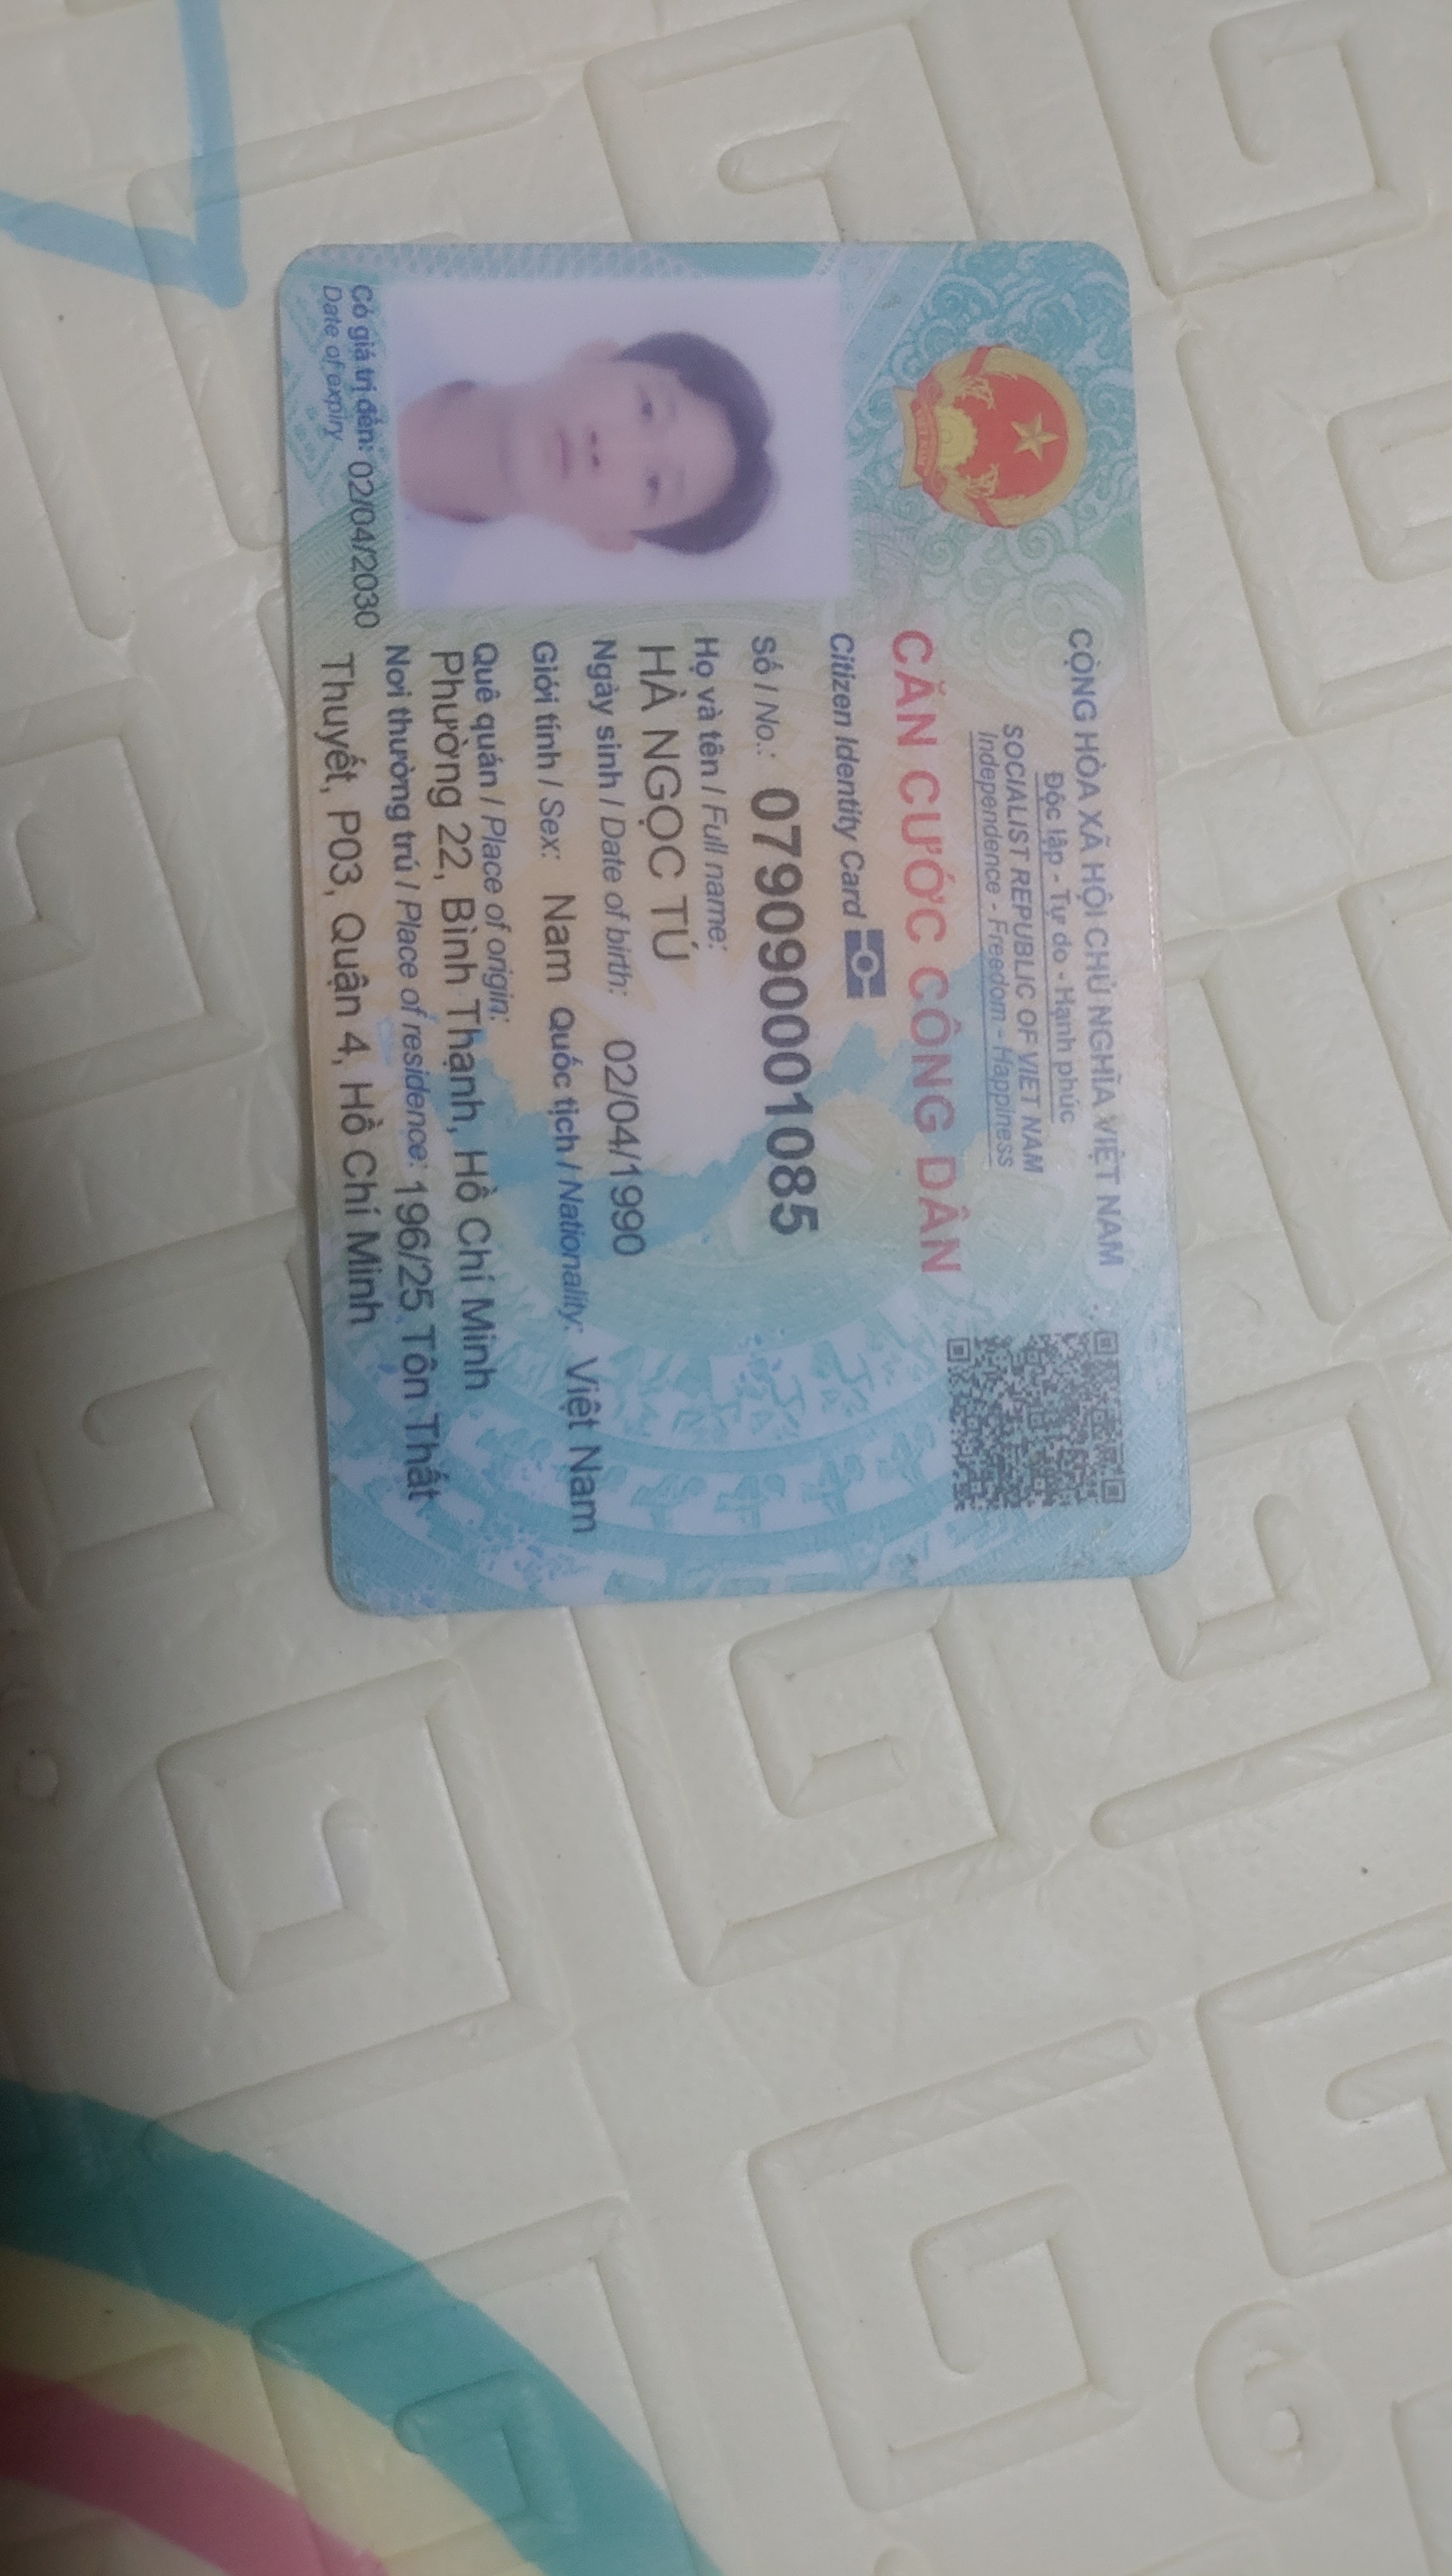 CỘNG HÒA XÃ HỘI CHỦ NGHĨA VIỆT NAM
Độc lập - Tự do - Hạnh phúc
SOCIALIST REPUBLIC OF VIET NAM
Independence - Freedom - Happiness
CĂN CƯỚC CÔNG DÂN
Citizen Identity Card
Số / No.: 079090001085
Họ và tên / Full name:
HÀ NGỌC TÚ
Ngày sinh / Date of birth: 02/04/1990
Giới tính / Sex: Nam Quốc tịch / Nationality: Việt Nam
Quê quán / Place of origin:
Phường 22, Bình Thạnh, Hồ Chí Minh
Nơi thường trú / Place of residence: 196/25 Tôn Thất
Thuyết, P03, Quận 4, Hồ Chí Minh
Có giá trị đến: 02/04/2030
Date of expiry